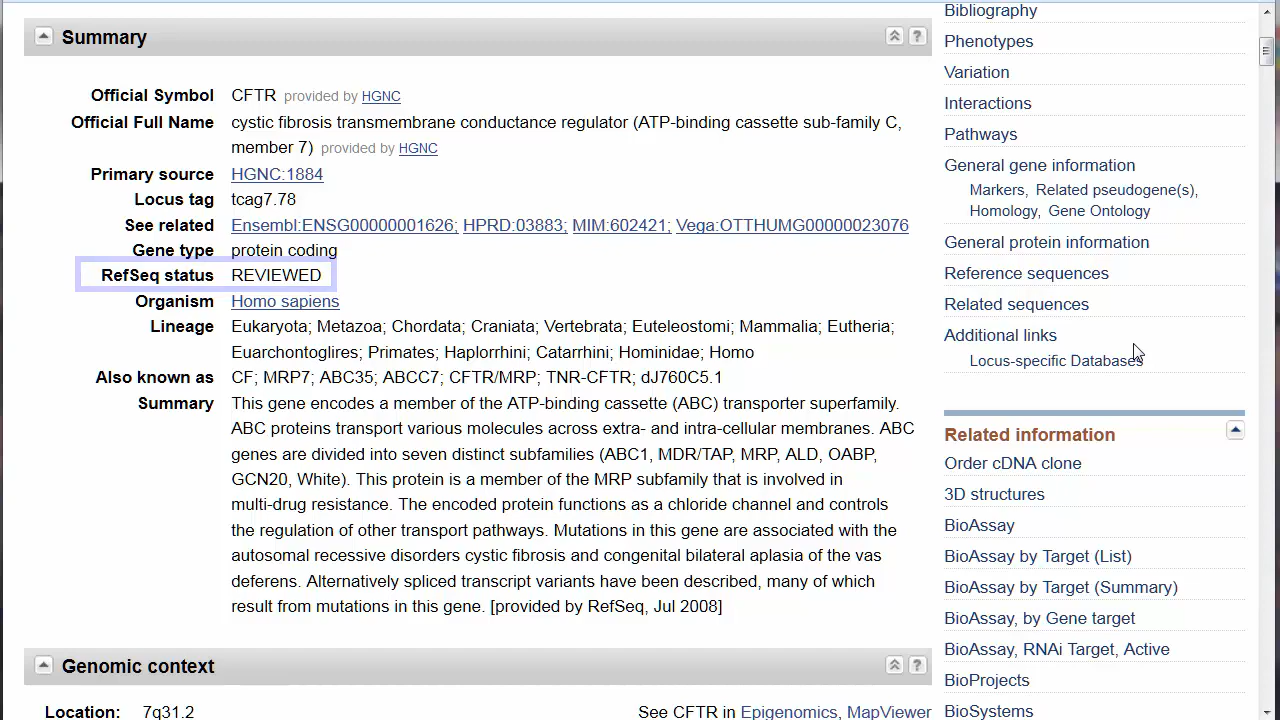 Summary
Official Symbol CFTR provided by HGNC
Official Full Name cystic fibrosis transmembrane conductance regulator (ATP-binding cassette sub-family C,
member 7) provided by HGNC
Primary source HGNC:1884
Locus tag tcag7.78
See related Ensembl:ENSG00000001626; HPRD:03883; MIM:602421; Vega:OTTHUMG00000023076
Gene type protein coding
RefSeq status REVIEWED
Organism Homo sapiens
Lineage Eukaryota; Metazoa; Chordata; Craniata; Vertebrata; Euteleostomi; Mammalia; Eutheria;
Euarchontoglires; Primates; Haplorrhini; Catarrhini; Hominidae; Homo
Also known as CF; MRP7; ABC35; ABCC7; CFTR/MRP; TNR-CFTR; dJ760C5.1
Summary This gene encodes a member of the ATP-binding cassette (ABC) transporter superfamily.
ABC proteins transport various molecules across extra- and intra-cellular membranes. ABC
genes are divided into seven distinct subfamilies (ABC1, MDR/TAP, MRP, ALD, OABP,
GCN20, White). This protein is a member of the MRP subfamily that is involved in
multi-drug resistance. The encoded protein functions as a chloride channel and controls
the regulation of other transport pathways. Mutations in this gene are associated with the
autosomal recessive disorders cystic fibrosis and congenital bilateral aplasia of the vas
deferens. Alternatively spliced transcript variants have been described, many of which
result from mutations in this gene. [provided by RefSeq, Jul 2008]
Genomic context
Location: 7q31.2 See CFTR in Epigenomics, MapViewer
Bibliography
Phenotypes
Variation
Interactions
Pathways
General gene information
Markers, Related pseudogene(s),
Homology, Gene Ontology
General protein information
Reference sequences
Related sequences
Additional links
Locus-specific Databases
Related information
Order cDNA clone
3D structures
BioAssay
BioAssay by Target (List)
BioAssay by Target (Summary)
BioAssay, by Gene target
BioAssay, RNAi Target, Active
BioProjects
BioSystems